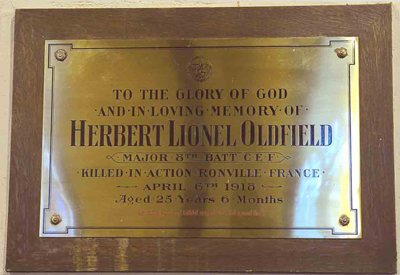 TO THE GLORY OF GOD
·AND·IN·LOVING·MEMORY·OF·
HERBERT LIONEL OLDFIELD
MAJOR 8TH BATT C·E·F
·KILLED·IN·ACTION RONVILLE·FRANCE·
APRIL 6TH 1918
Aged 25 Years 6 Months